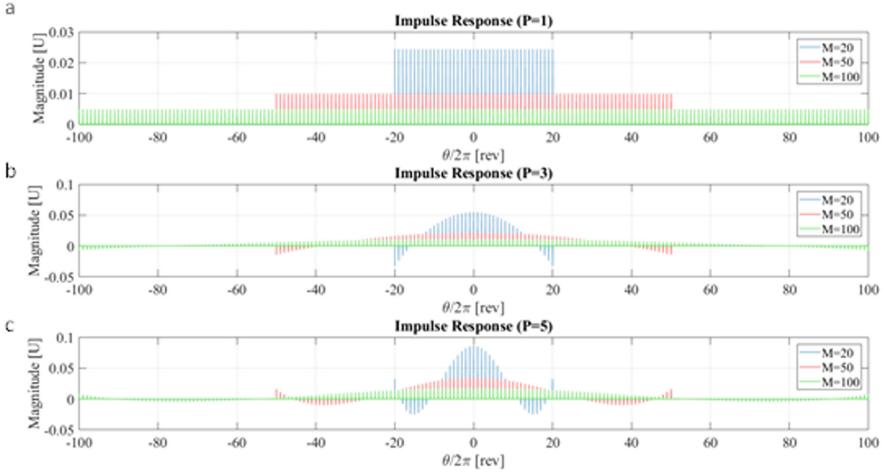 a
Impulse Response (P=1)
Magnitude [U]
0.03
0.02
0.01
0
M=20
M=50
M=100
-100 -80 -60 -40 -20 0 20 40 60 80 100
θ/2π [rev]
b
Impulse Response (P=3)
Magnitude [U]
0.1
0.05
0
-0.05
M=20
M=50
M=100
-100 -80 -60 -40 -20 0 20 40 60 80 100
θ/2π [rev]
c
Impulse Response (P=5)
Magnitude [U]
0.1
0.05
0
-0.05
M=20
M=50
M=100
-100 -80 -60 -40 -20 0 20 40 60 80 100
θ/2π [rev]